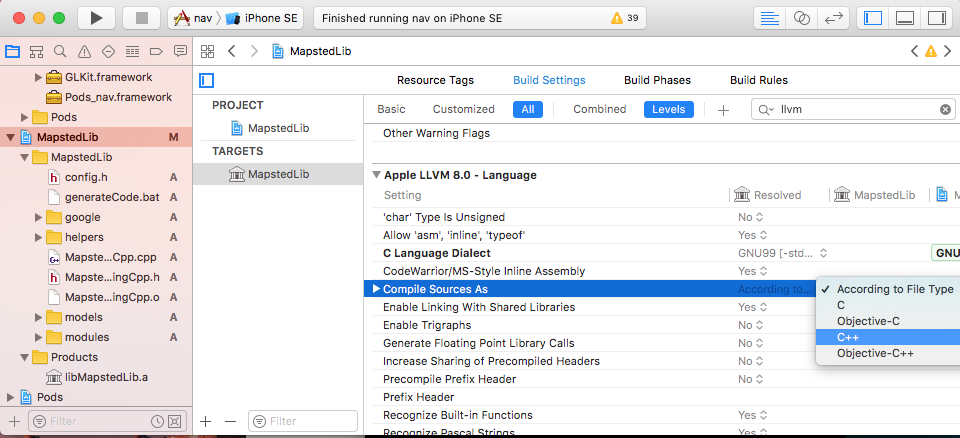 nav
iPhone SE
Finished running nav on iPhone SE
39
MapstedLib
GLKit.framework
Pods_nav.framework
Pods
MapstedLib M
MapstedLib
config.h A
generateCode.bat A
google A
helpers A
Mapste...Cpp.cpp A
Mapste...ingCpp.h A
Mapste...ingCpp.o A
models A
modules A
Products
libMapstedLib.a
Pods
Filter
Resource Tags
Build Settings
Build Phases
Build Rules
PROJECT
MapstedLib
TARGETS
MapstedLib
Filter
Basic
Customized
All
Combined
Levels
llvm
Other Warning Flags
Apple LLVM 8.0 - Language
Setting Resolved MapstedLib M
'char' Type Is Unsigned No
Allow 'asm', 'inline', 'typeof' Yes
C Language Dialect GNU99 [-std... GNU
CodeWarrior/MS-Style Inline Assembly Yes
Compile Sources As According to...
Enable Linking With Shared Libraries Yes
Enable Trigraphs No
Generate Floating Point Library Calls No
Increase Sharing of Precompiled Headers No
Precompile Prefix Header No
Prefix Header
Recognize Built-in Functions Yes
Recognize Pascal Strings Yes
According to File Type
C
Objective-C
C++
Objective-C++